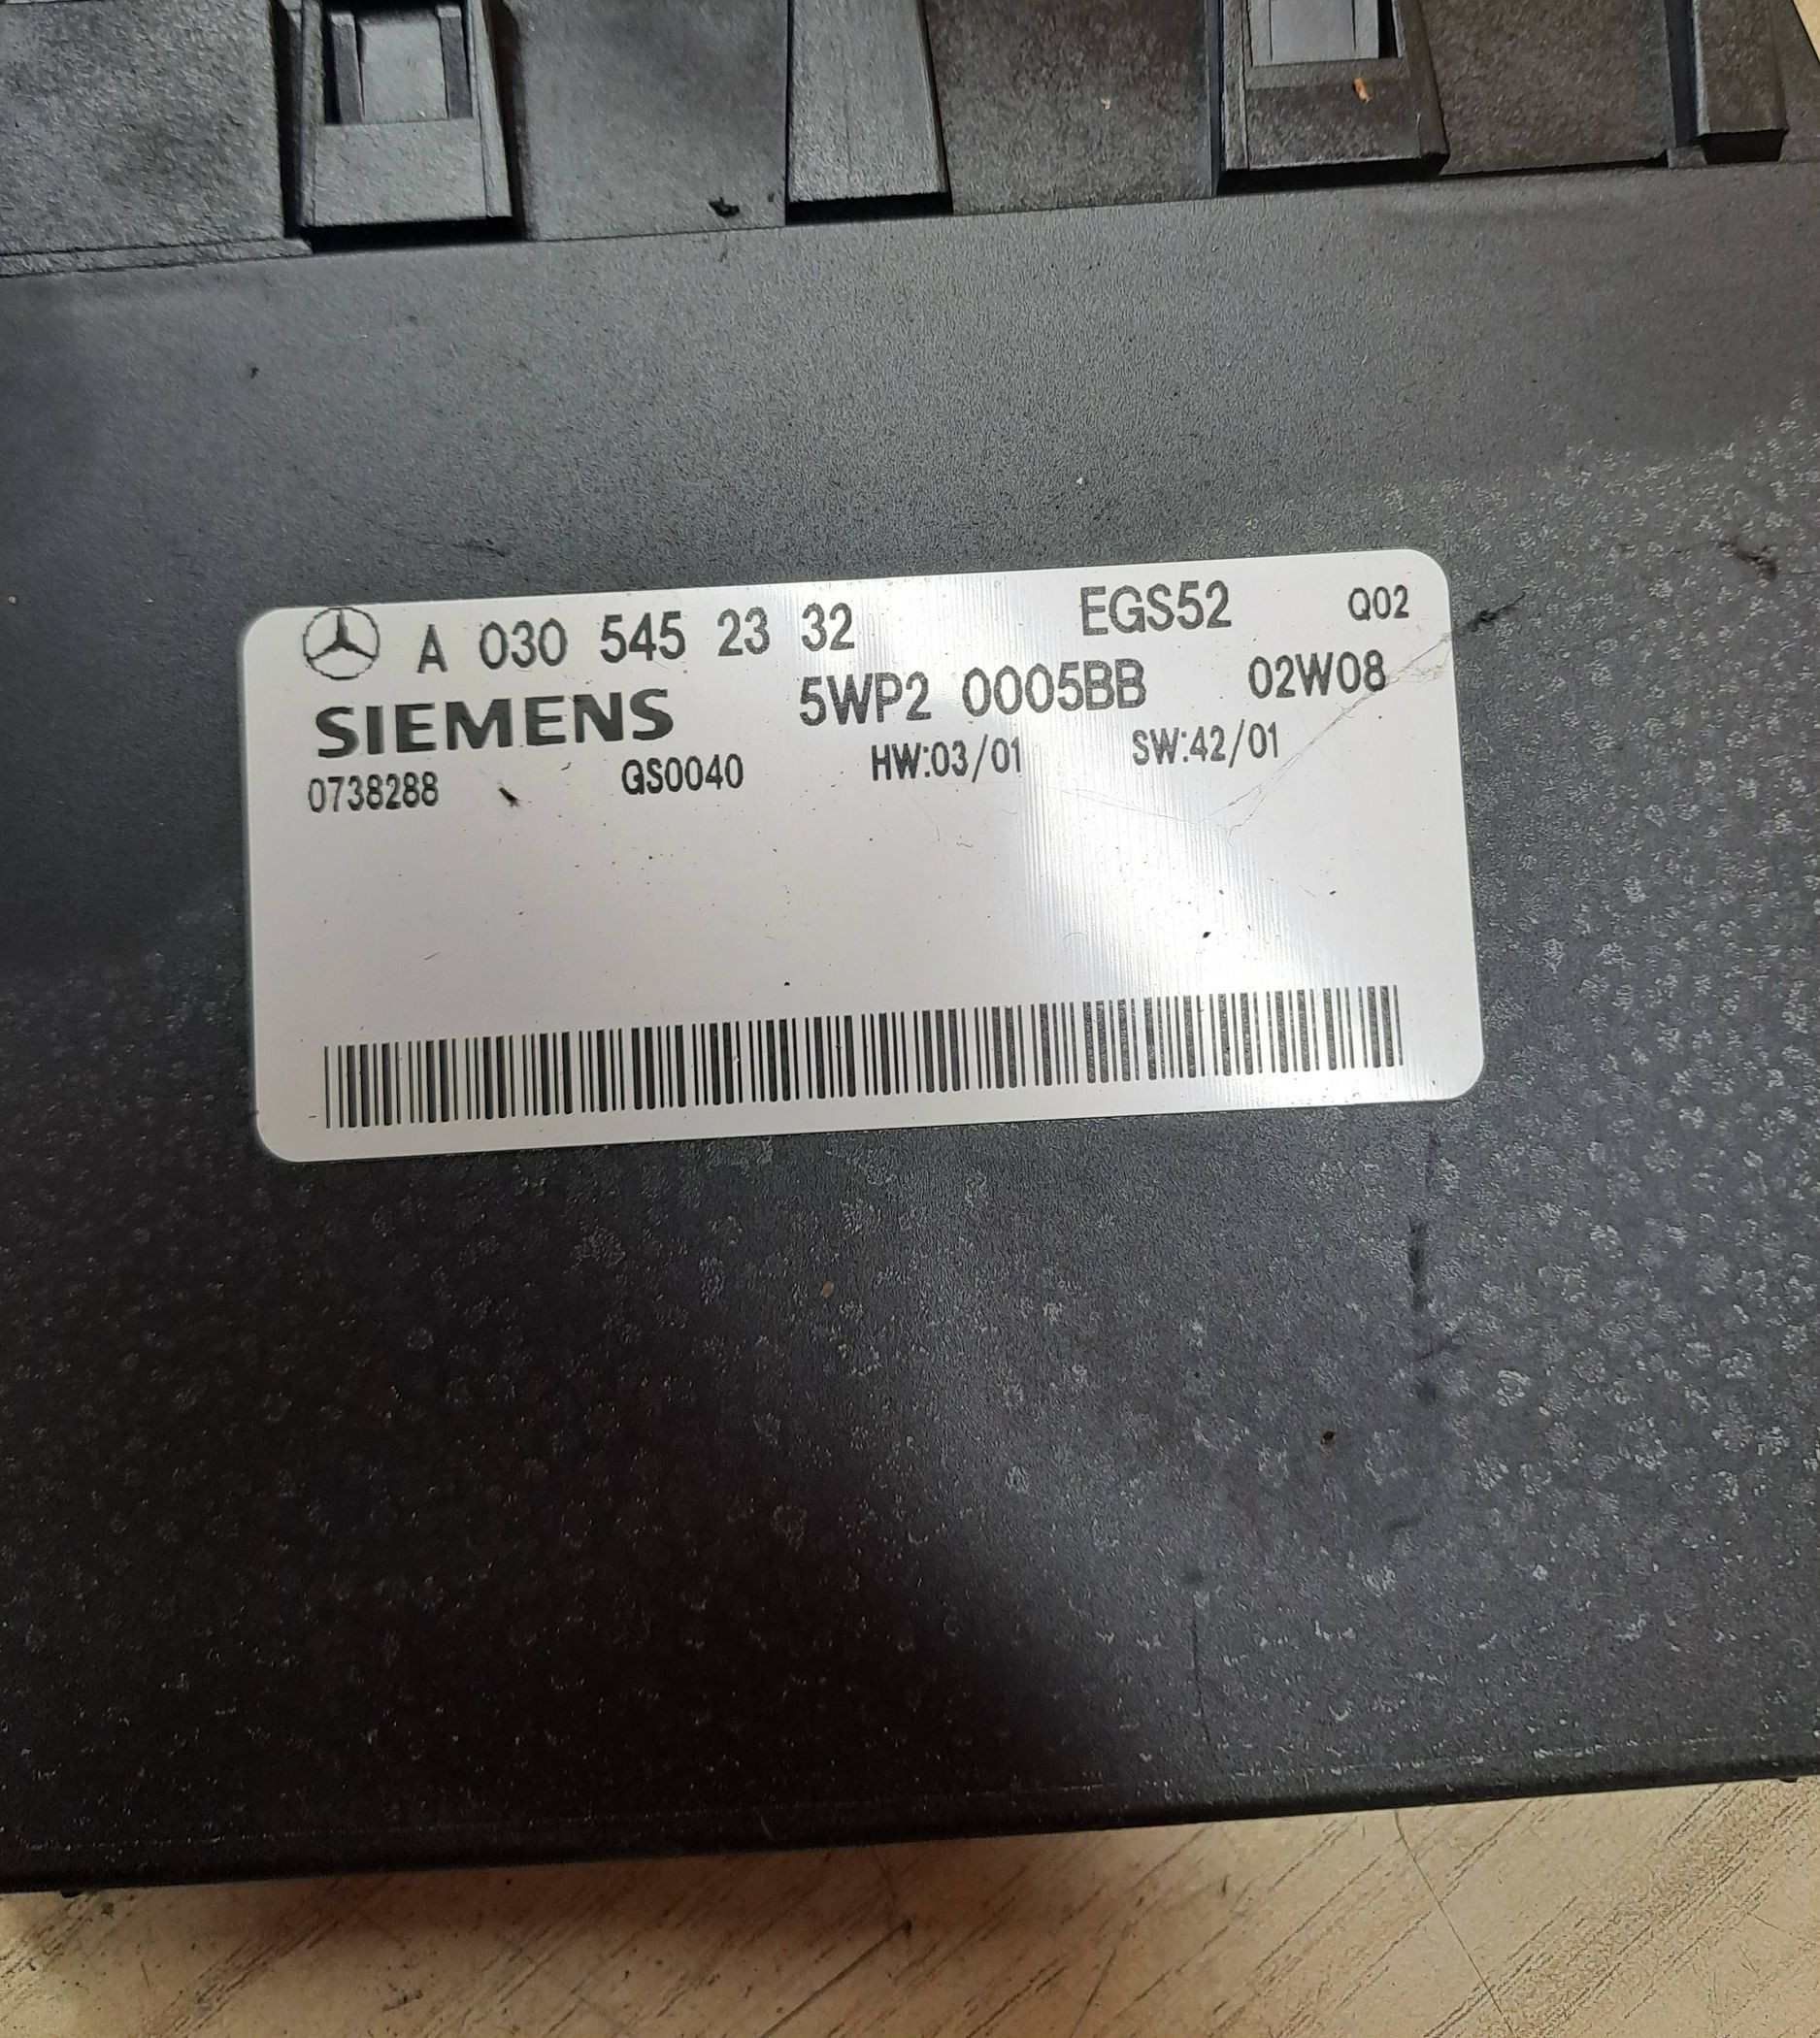 A 030 545 23 32 EGS52 Q02
SIEMENS 5WP2 0005BB 02W08
0738288 GS0040 HW:03/01 SW:42/01